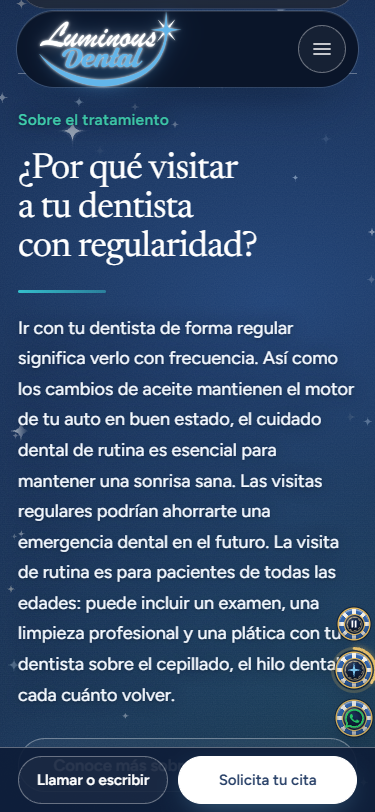 Luminous
Dental
Sobre el tratamiento
¿Por qué visitar
a tu dentista
con regularidad?
Ir con tu dentista de forma regular
significa verlo con frecuencia. Así como
los cambios de aceite mantienen el motor
de tu auto en buen estado, el cuidado
dental de rutina es esencial para
mantener una sonrisa sana. Las visitas
regulares podrían ahorrarte una
emergencia dental en el futuro. La visita
de rutina es para pacientes de todas las
edades: puede incluir un examen, una
limpieza profesional y una plática con tu
dentista sobre el cepillado, el hilo denta
cada cuánto volver.
Conoce más sob
Llamar o escribir
Solicita tu cita